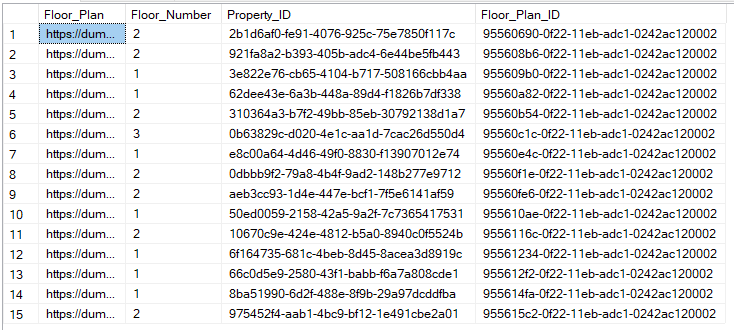 Floor_Plan Floor_Number Property_ID Floor_Plan_ID
1 https://dum... 2 2b1d6af0-fe91-4076-925c-75e7850f117c 95560690-0f22-11eb-adc1-0242ac120002
2 https://dum... 2 921fa8a2-b393-405b-adc4-6e44be5fb443 955608b6-0f22-11eb-adc1-0242ac120002
3 https://dum... 1 3e822e76-cb65-4104-b717-508166cbb4aa 955609b0-0f22-11eb-adc1-0242ac120002
4 https://dum... 1 62dee43e-6a3b-448a-89d4-f1826b7df338 95560a82-0f22-11eb-adc1-0242ac120002
5 https://dum... 2 310364a3-b7f2-49bb-85eb-30792138d1a7 95560b54-0f22-11eb-adc1-0242ac120002
6 https://dum... 3 0b63829c-d020-4e1c-aa1d-7cac26d550d4 95560c1c-0f22-11eb-adc1-0242ac120002
7 https://dum... 1 e8c00a64-4d46-49f0-8830-f13907012e74 95560e4c-0f22-11eb-adc1-0242ac120002
8 https://dum... 2 0dbbb9f2-79a8-4b4f-9ad2-148b277e9712 95560f1e-0f22-11eb-adc1-0242ac120002
9 https://dum... 2 aeb3cc93-1d4e-447e-bcf1-7f5e6141af59 95560fe6-0f22-11eb-adc1-0242ac120002
10 https://dum... 1 50ed0059-2158-42a5-9a2f-7c7365417531 955610ae-0f22-11eb-adc1-0242ac120002
11 https://dum... 2 10670c9e-424e-4812-b5a0-8940c0f5524b 9556116c-0f22-11eb-adc1-0242ac120002
12 https://dum... 1 6f164735-681c-4beb-8d45-8acea3d8919c 95561234-0f22-11eb-adc1-0242ac120002
13 https://dum... 1 66c0d5e9-2580-43f1-babb-f6a7a808cde1 955612f2-0f22-11eb-adc1-0242ac120002
14 https://dum... 1 8ba51990-6d2f-488e-8f9b-29a97dcddfba 955614fa-0f22-11eb-adc1-0242ac120002
15 https://dum... 2 975452f4-aab1-4bc9-bf12-1e491cbe2a01 955615c2-0f22-11eb-adc1-0242ac120002